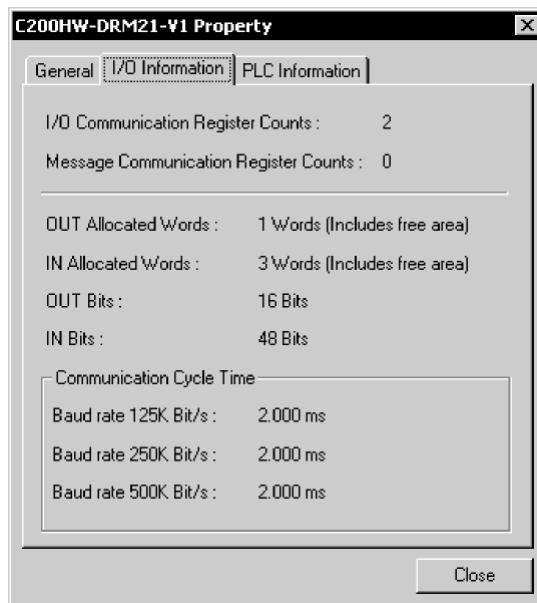 C200HW-DRM21-V1 Property
General I/O Information PLC Information
I/O Communication Register Counts : 2
Message Communication Register Counts : 0
OUT Allocated Words : 1 Words (Includes free area)
IN Allocated Words : 3 Words (Includes free area)
OUT Bits : 16 Bits
IN Bits : 48 Bits
Communication Cycle Time
Baud rate 125K Bit/s : 2.000 ms
Baud rate 250K Bit/s : 2.000 ms
Baud rate 500K Bit/s : 2.000 ms
Close